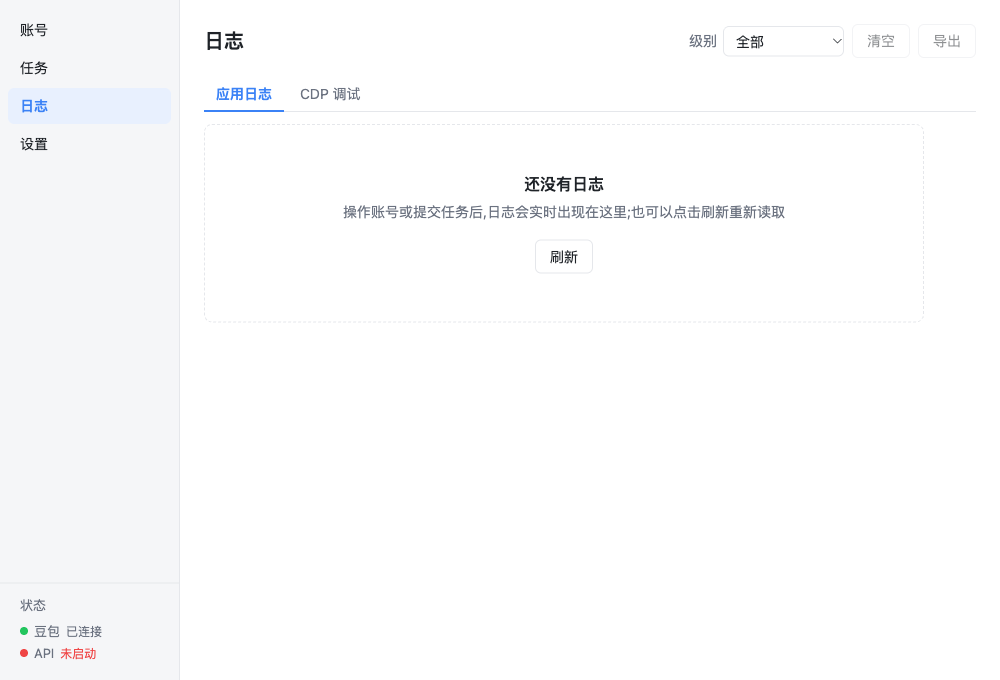 账号
任务
日志
设置
状态
豆包 已连接
API 未启动
日志
级别 全部 清空 导出
应用日志 CDP 调试
还没有日志
操作账号或提交任务后,日志会实时出现在这里;也可以点击刷新重新读取
刷新